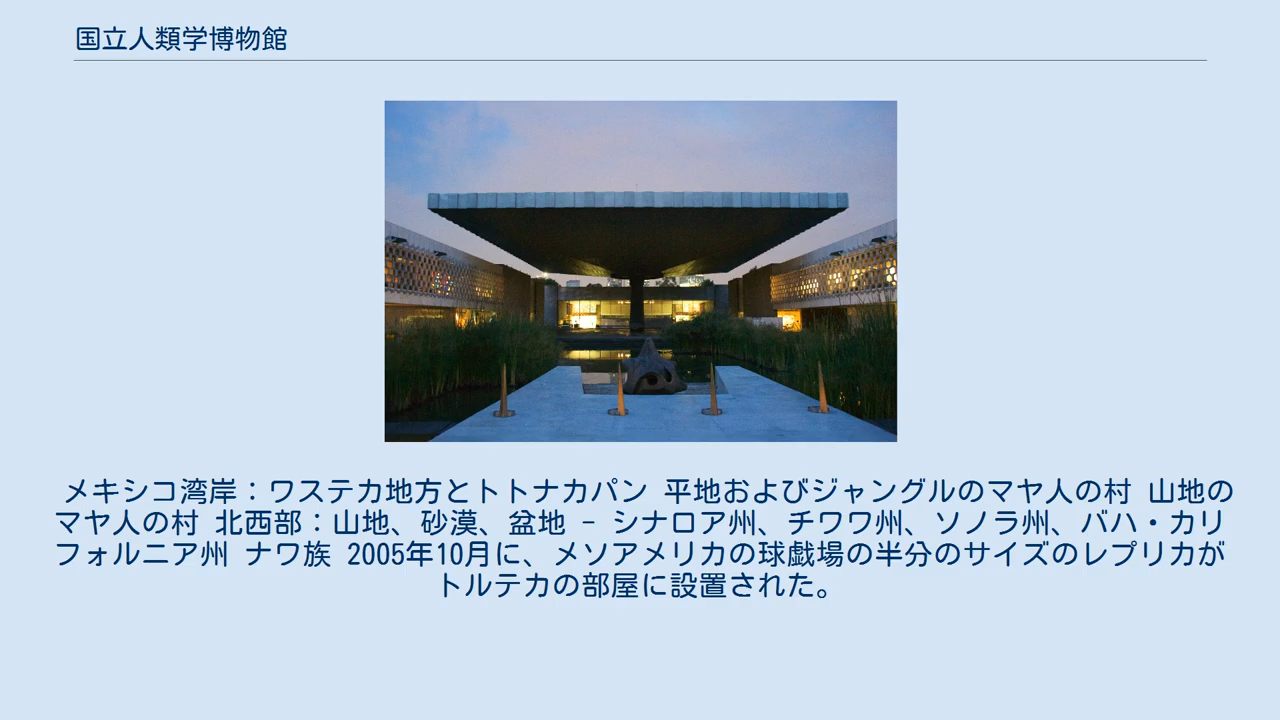 国立人類学博物館
メキシコ湾岸：ワステカ地方とトトナカパン 平地およびジャングルのマヤ人の村 山地の
マヤ人の村 北西部：山地、砂漠、盆地 – シナロア州、チワワ州、ソノラ州、バハ・カリ
フォルニア州 ナワ族 2005年10月に、メソアメリカの球戯場の半分のサイズのレプリカが
トルテカの部屋に設置された。